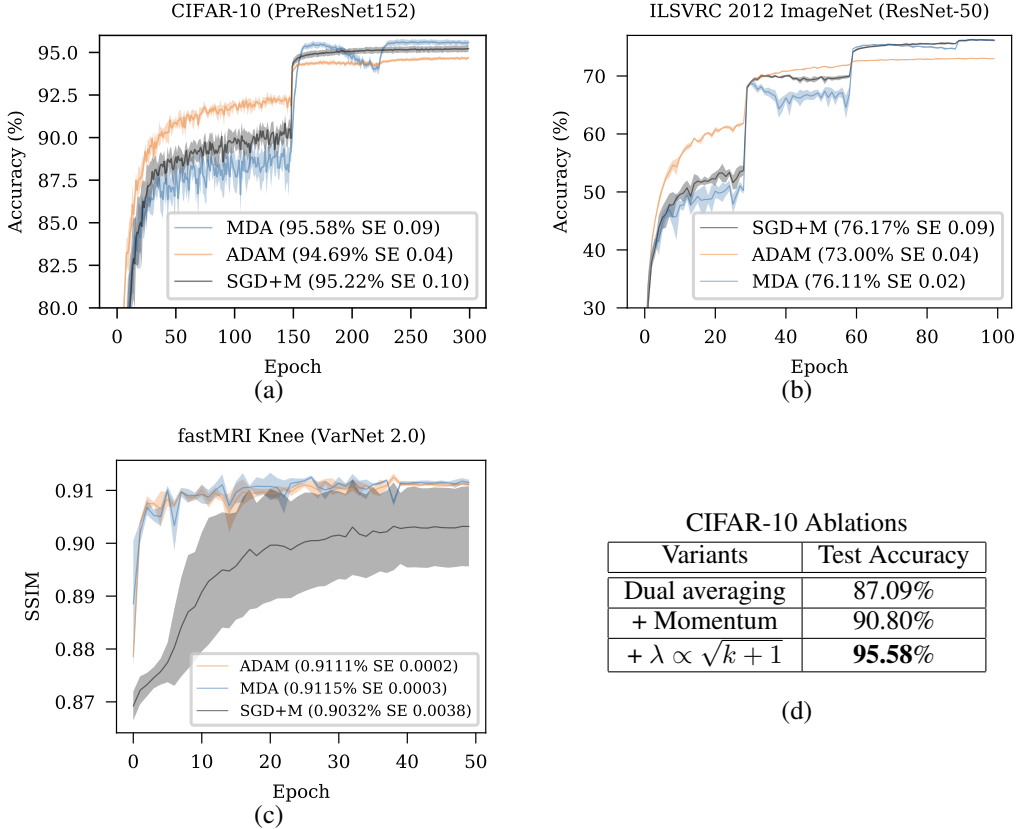 CIFAR-10 (PreResNet152)
Accuracy (%)
95.0
92.5
90.0
87.5
85.0
82.5
80.0
MDA (95.58% SE 0.09)
ADAM (94.69% SE 0.04)
SGD+M (95.22% SE 0.10)
0 50 100 150 200 250 300
Epoch
(a)
ILSVRC 2012 ImageNet (ResNet-50)
Accuracy (%)
70
60
50
40
30
SGD+M (76.17% SE 0.09)
ADAM (73.00% SE 0.04)
MDA (76.11% SE 0.02)
0 20 40 60 80 100
Epoch
(b)
fastMRI Knee (VarNet 2.0)
SSIM
0.91
0.90
0.89
0.88
0.87
ADAM (0.9111% SE 0.0002)
MDA (0.9115% SE 0.0003)
SGD+M (0.9032% SE 0.0038)
0 10 20 30 40 50
Epoch
(c)
CIFAR-10 Ablations
Variants Test Accuracy
Dual averaging 87.09%
+ Momentum 90.80%
+ λ ∝ √k + 1 95.58%
(d)